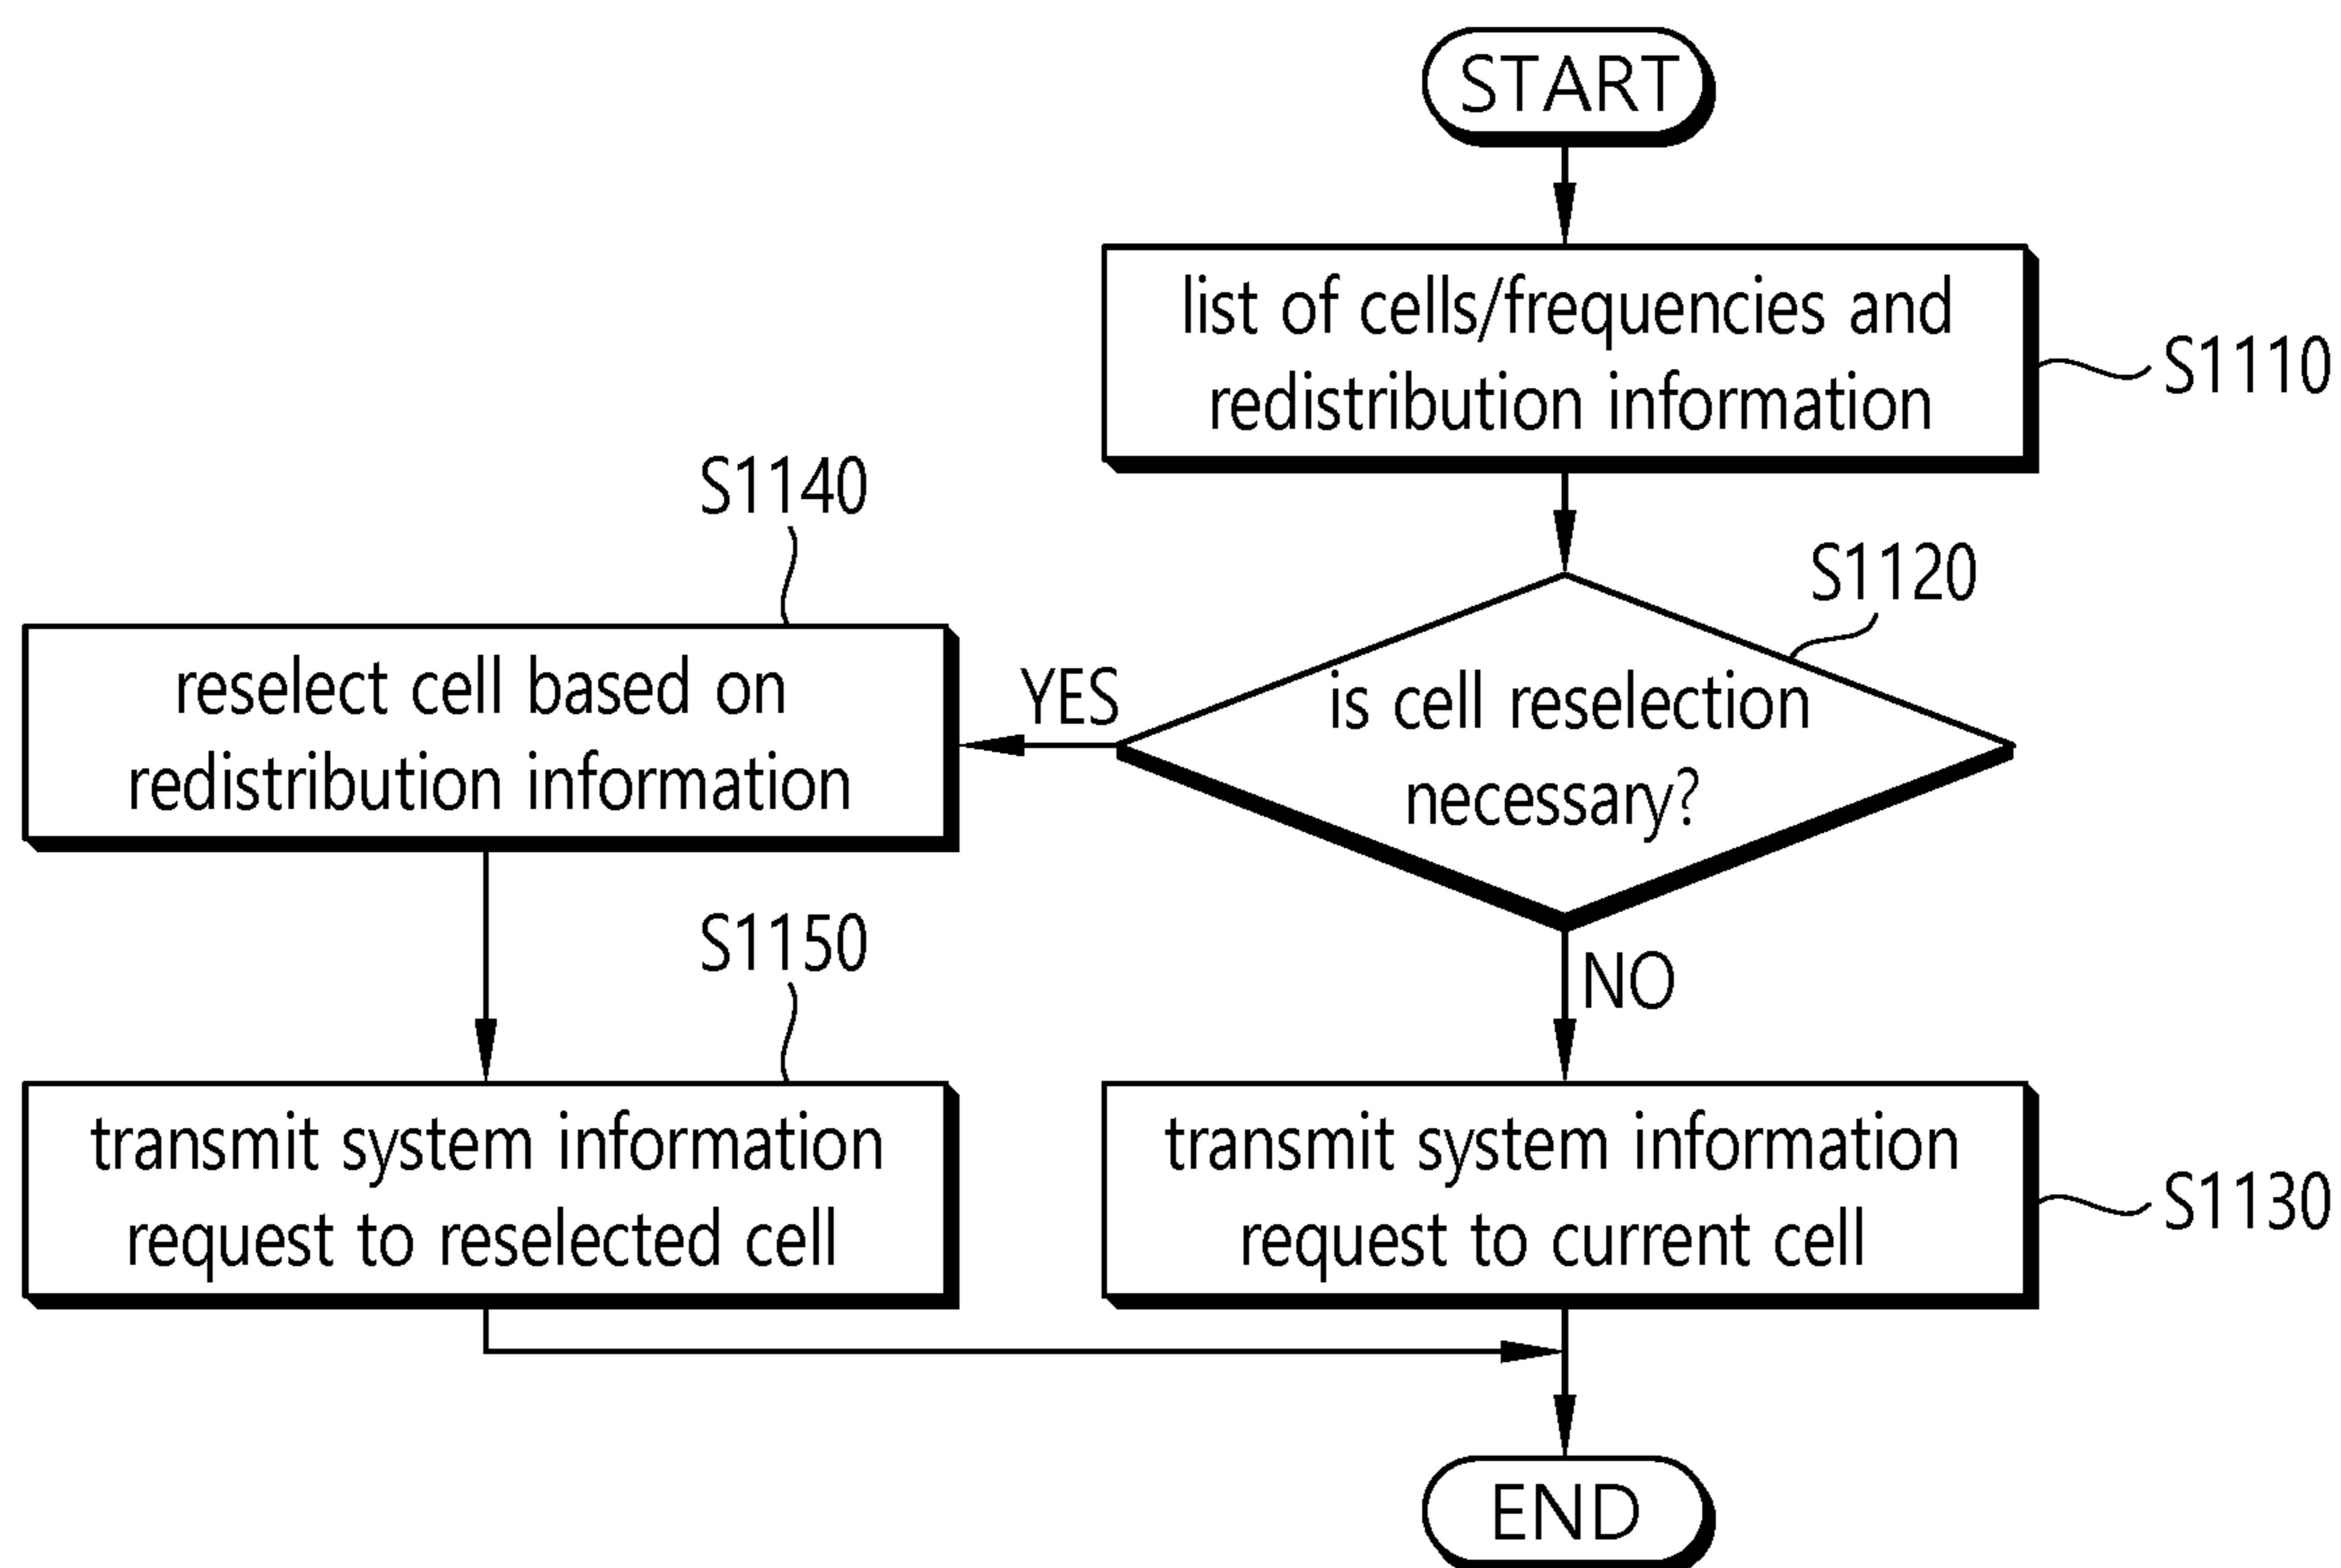 START
list of cells/frequencies and
redistribution information
S1110
S1120
is cell reselection
necessary?
YES
NO
S1140
reselect cell based on
redistribution information
S1150
transmit system information
request to reselected cell
transmit system information
request to current cell
S1130
END